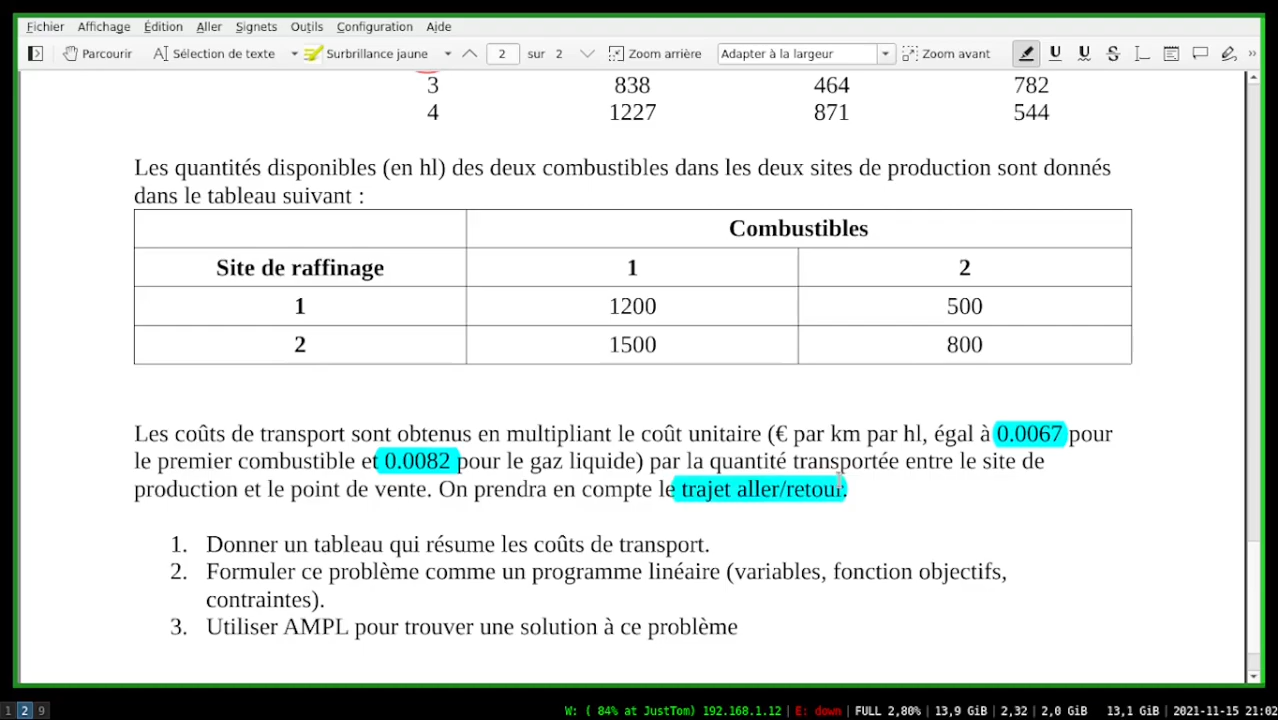 Fichier Affichage Édition Aller Signets Outils Configuration Aide
Parcourir Sélection de texte Surbrillance jaune 2 sur 2 Zoom arrière Adapter à la largeur Zoom avant »
3 838 464 782
4 1227 871 544
Les quantités disponibles (en hl) des deux combustibles dans les deux sites de production sont donnés
dans le tableau suivant :
Combustibles
Site de raffinage 1 2
1 1200 500
2 1500 800
Les coûts de transport sont obtenus en multipliant le coût unitaire (€ par km par hl, égal à 0.0067 pour
le premier combustible et 0.0082 pour le gaz liquide) par la quantité transportée entre le site de
production et le point de vente. On prendra en compte le trajet aller/retour.
1. Donner un tableau qui résume les coûts de transport.
2. Formuler ce problème comme un programme linéaire (variables, fonction objectifs,
contraintes).
3. Utiliser AMPL pour trouver une solution à ce problème
1 2 9 W: ( 84% at JustTom) 192.168.1.12 | E: down | FULL 2,80% | 13,9 GiB | 2,32 | 2,0 GiB | 13,1 GiB | 2021-11-15 21:02